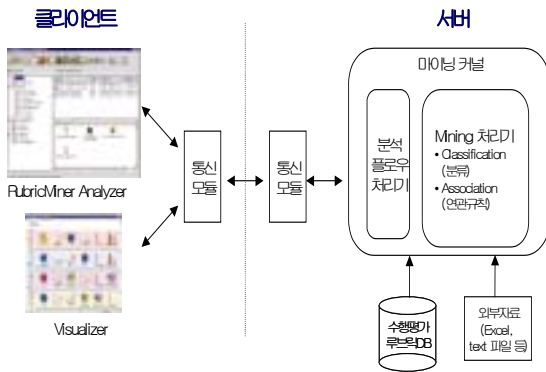 클라이언트
서버
RubricMiner Analyzer
Visualizer
통신
모듈
통신
모듈
마이닝 커널
분석
플로우
처리기
Mining 처리기
• Classification
(분류)
• Association
(연관규칙)
수행평가
루브릭DB
외부자료
(Excel,
text 파일 등)